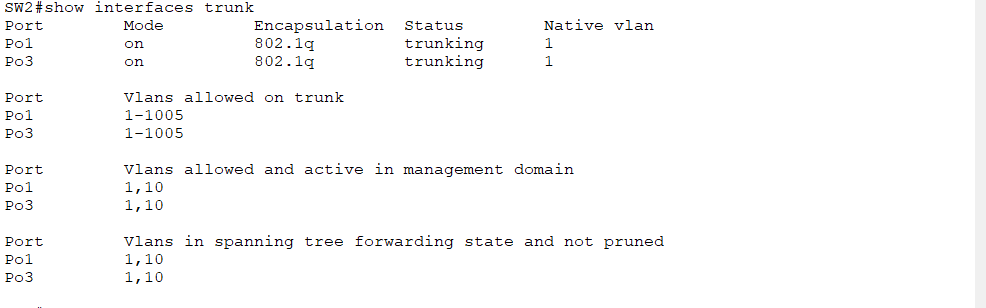 SW2#show interfaces trunk
Port        Mode         Encapsulation  Status        Native vlan
Po1         on           802.1q         trunking      1
Po3         on           802.1q         trunking      1
Port        Vlans allowed on trunk
Po1         1-1005
Po3         1-1005
Port        Vlans allowed and active in management domain
Po1         1,10
Po3         1,10
Port        Vlans in spanning tree forwarding state and not pruned
Po1         1,10
Po3         1,10